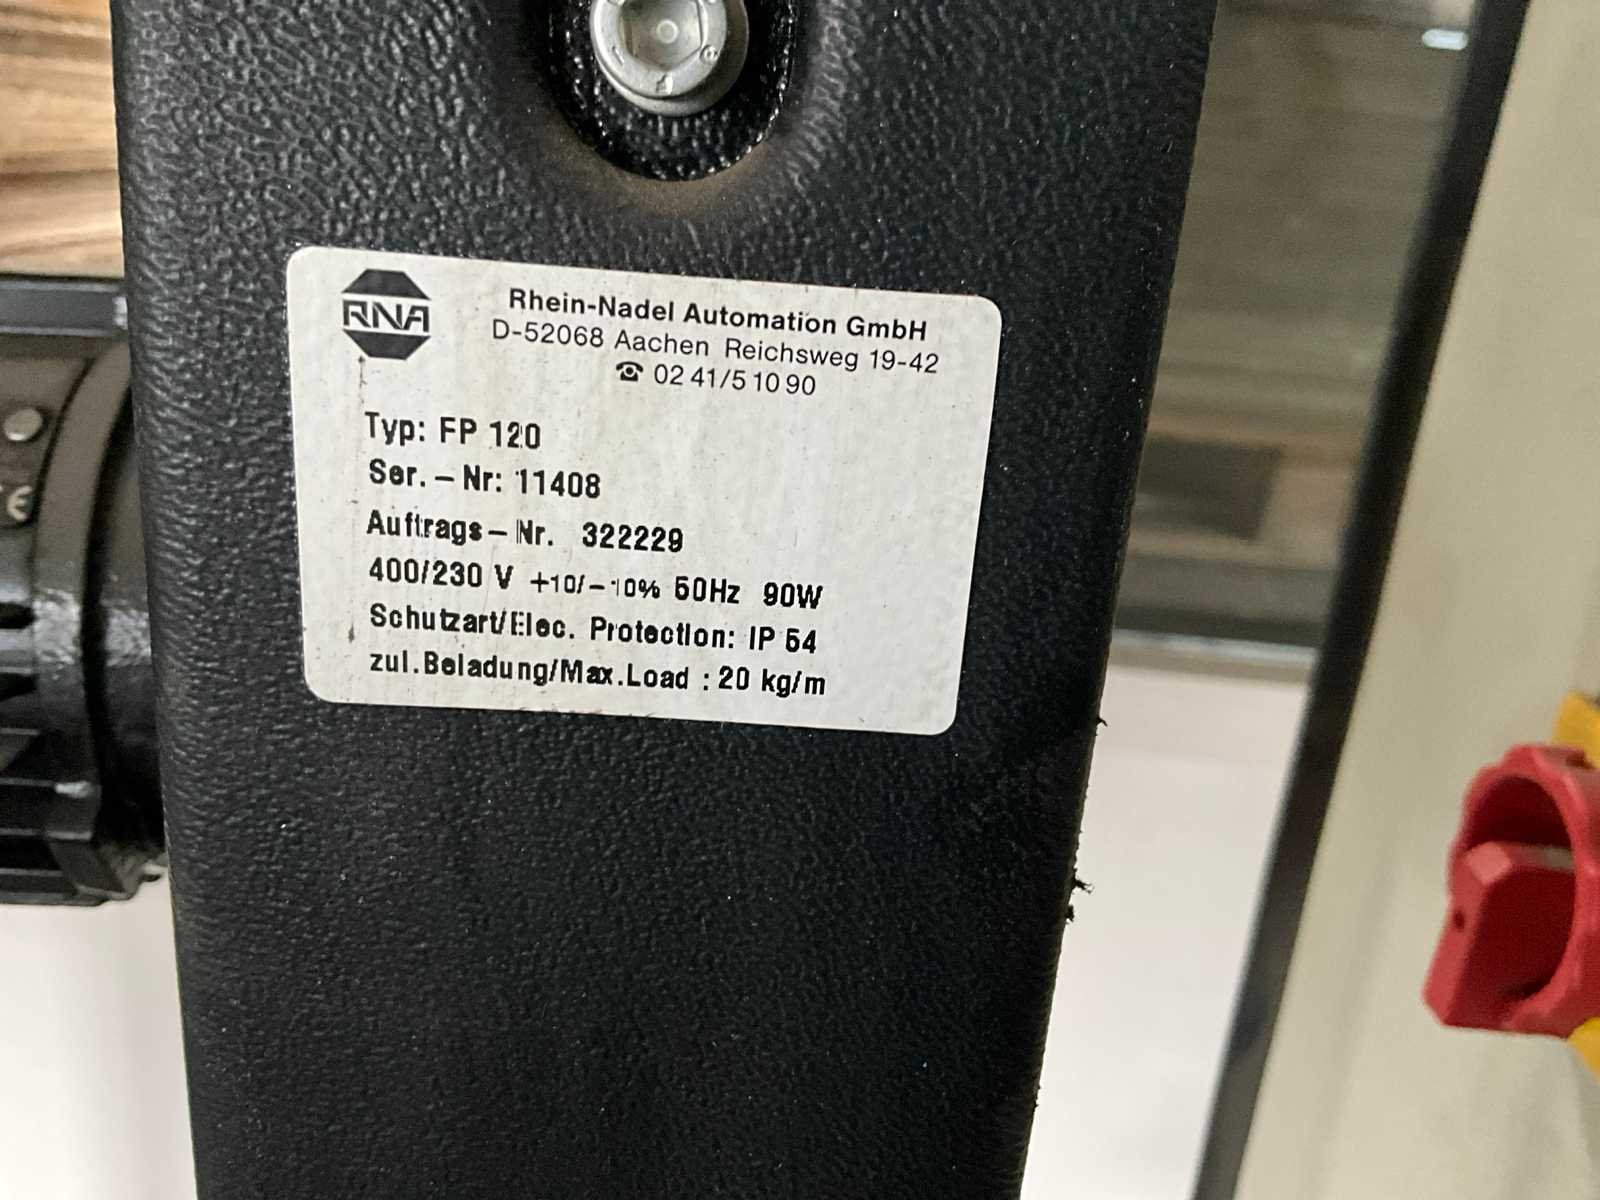 RNA
Rhein-Nadel Automation GmbH
D-52068 Aachen Reichsweg 19-42
☎ 02 41/5 10 90
Typ: FP 120
Ser. - Nr: 11408
Auftrags - Nr. 322229
400/230 V +10/-10% 50Hz 90W
Schutzart/Elec. Protection: IP 54
zul.Beladung/Max.Load : 20 kg/m
CE